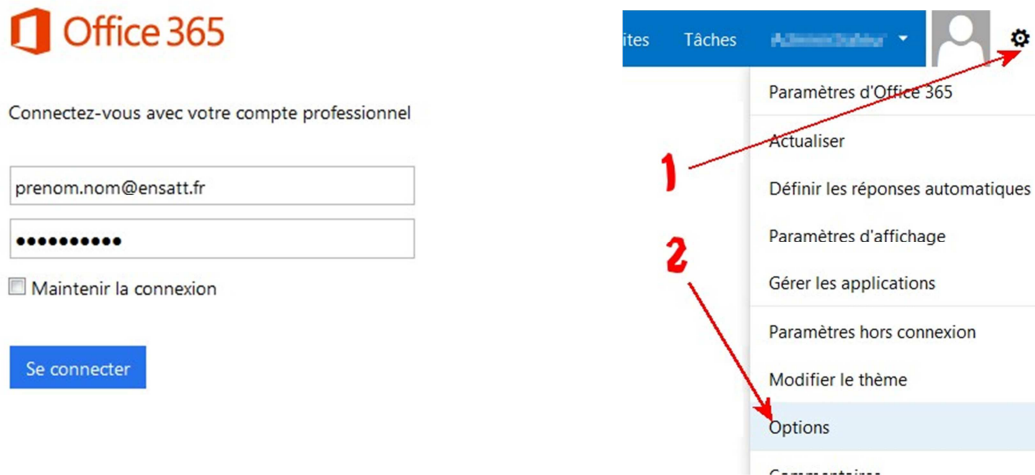 Office 365
Connectez-vous avec votre compte professionnel
prenom.nom@ensatt.fr
Maintenir la connexion
Se connecter
ites Tâches
1
2
Paramètres d'Office 365
Actualiser
Définir les réponses automatiques
Paramètres d'affichage
Gérer les applications
Paramètres hors connexion
Modifier le thème
Options
Commentaires